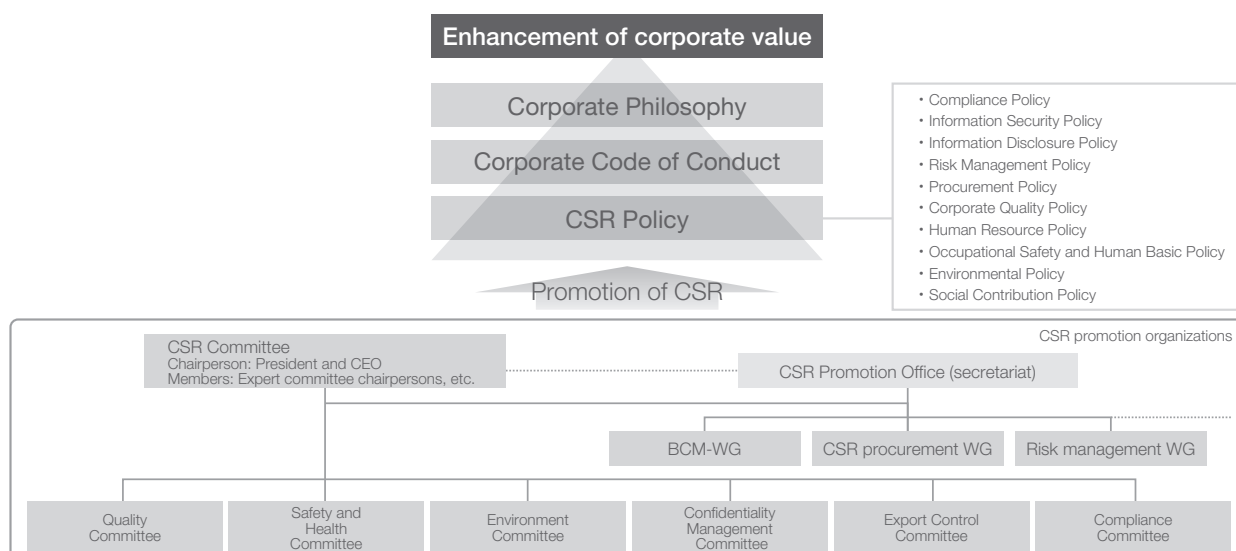 Enhancement of corporate value
Corporate Philosophy
Corporate Code of Conduct
CSR Policy
Promotion of CSR
・Compliance Policy
・Information Security Policy
・Information Disclosure Policy
・Risk Management Policy
・Procurement Policy
・Corporate Quality Policy
・Human Resource Policy
・Occupational Safety and Human Basic Policy
・Environmental Policy
・Social Contribution Policy
CSR promotion organizations
CSR Committee
Chairperson: President and CEO
Members: Expert committee chairpersons, etc.
CSR Promotion Office (secretariat)
BCM-WG
CSR procurement WG
Risk management WG
Quality
Committee
Safety and
Health
Committee
Environment
Committee
Confidentiality
Management
Committee
Export Control
Committee
Compliance
Committee